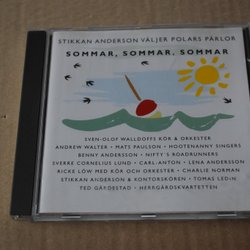 STIKKAN ANDERSON VÄLJER POLARS PÄRLOR
SOMMAR, SOMMAR, SOMMAR
SVEN-OLOF WALLDOFFS KÖR & ORKESTER
ANDREW WALTER • MATS PAULSON • HOOTENANNY SINGERS
BENNY ANDERSSON • NIFTY'S ROADRUNNERS
SVERRE CORNELIUS LUND • CARL-ANTON • LENA ANDERSSON
RICKE LÖW MED KÖR OCH ORKESTER • CHARLIE NORMAN
STIKKAN ANDERSON & KONTORSKÖREN • TOMAS LEDIN
TED GÄRDESTAD • HERRGÅRDSKVARTETTEN